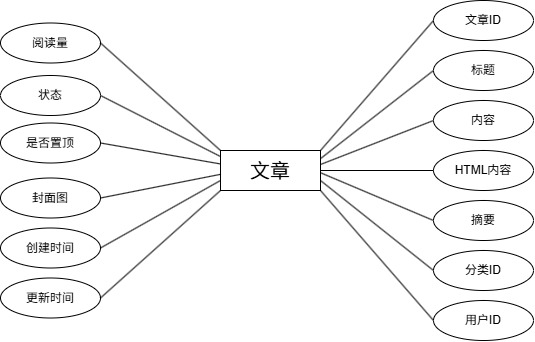 阅读量
状态
是否置顶
封面图
创建时间
更新时间
文章
文章ID
标题
内容
HTML内容
摘要
分类ID
用户ID